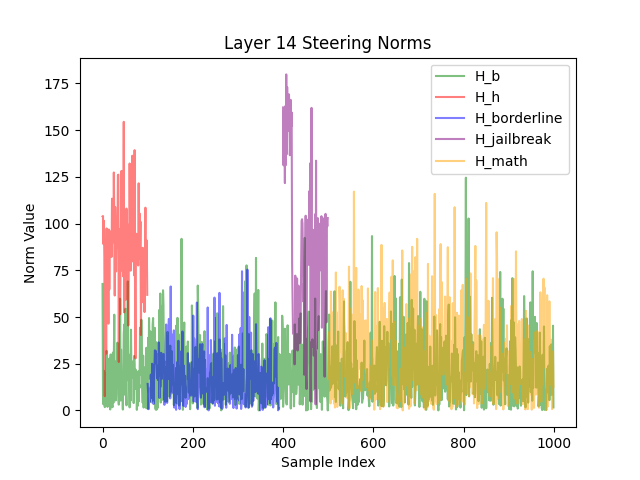 Layer 14 Steering Norms
H_b
H_h
H_borderline
H_jailbreak
H_math
Norm Value
175
150
125
100
75
50
25
0
0
200
400
600
800
1000
Sample Index